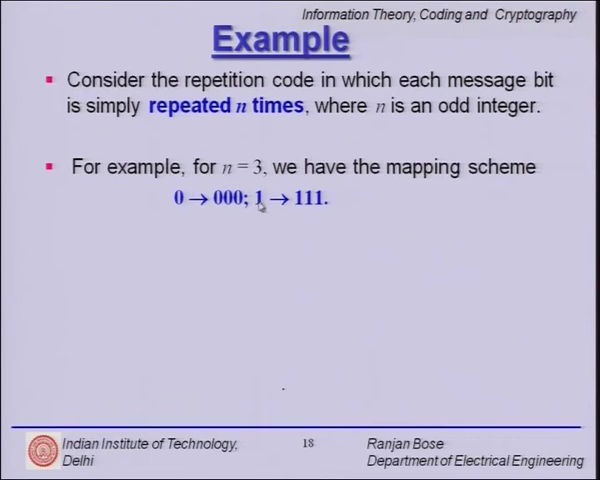 Information Theory, Coding and Cryptography
Example
Consider the repetition code in which each message bit
is simply repeated n times, where n is an odd integer.
For example, for n = 3, we have the mapping scheme
0 → 000; 1 → 111.
Indian Institute of Technology,
Delhi
18
Ranjan Bose
Department of Electrical Engineering